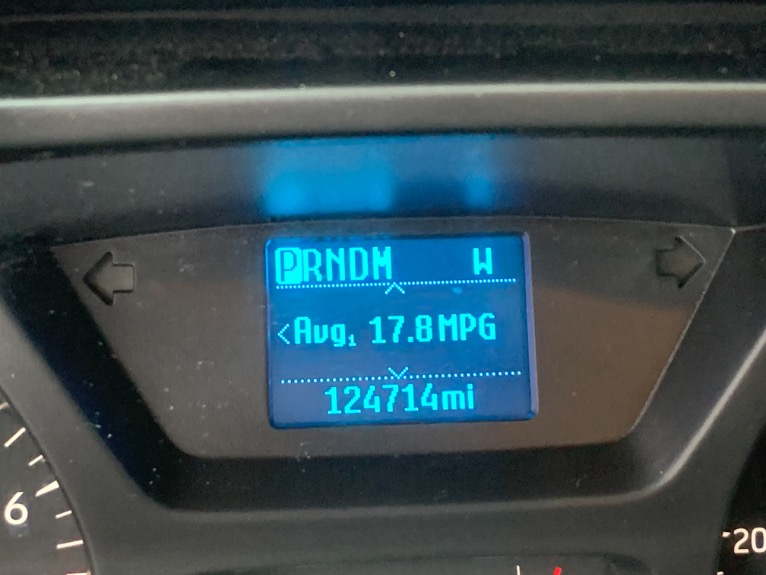 PRNDM W
<Avg₁ 17.8MPG
124714mi
6
20